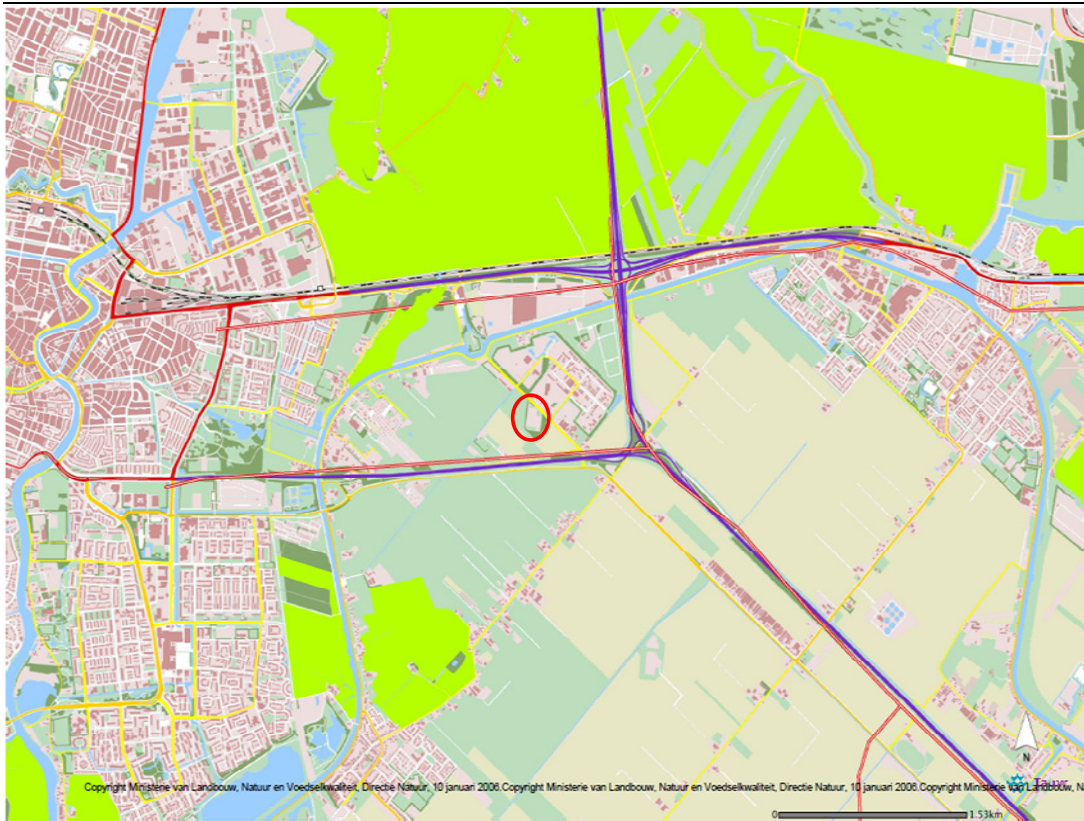 N
Tauw
Copyright Ministerie van Landbouw, Natuur en Voedselkwaliteit, Directie Natuur, 10 januari 2006.Copyright Ministerie van Landbouw, Natuur en Voedselkwaliteit, Directie Natuur, 10 januari 2006.Copyright Ministerie van Landbouw, N
0 1.53km